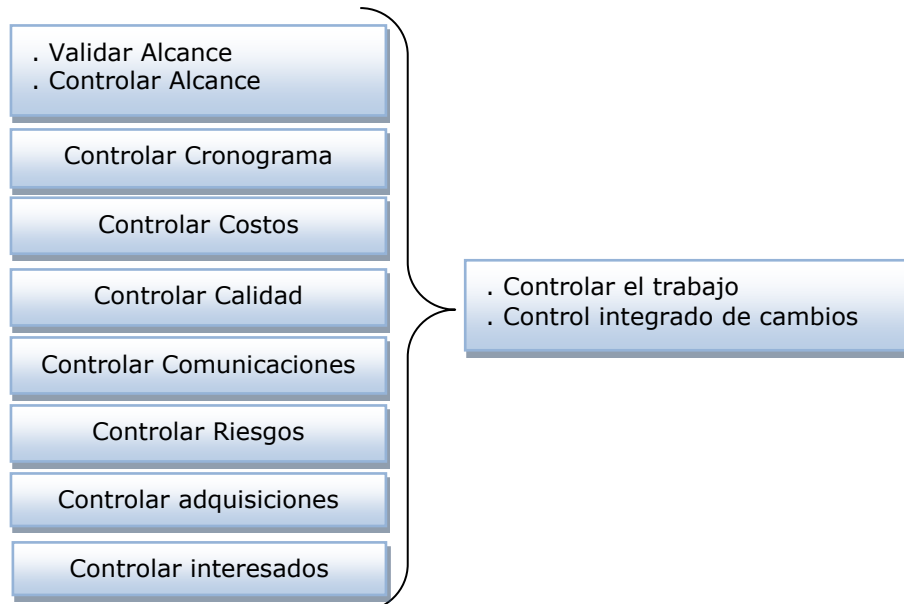 . Validar Alcance
. Controlar Alcance
Controlar Cronograma
Controlar Costos
Controlar Calidad
Controlar Comunicaciones
Controlar Riesgos
Controlar adquisiciones
Controlar interesados
. Controlar el trabajo
. Control integrado de cambios